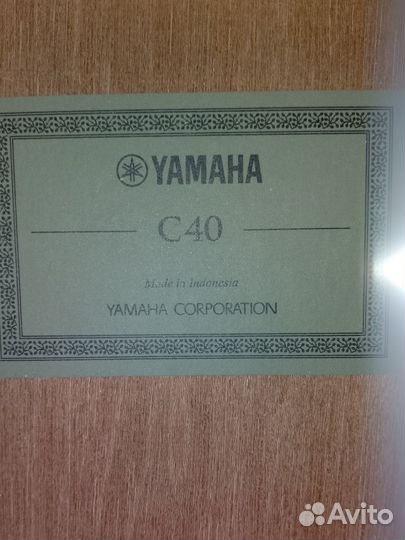 YAMAHA
C40
Made in Indonesia
YAMAHA CORPORATION
Avito